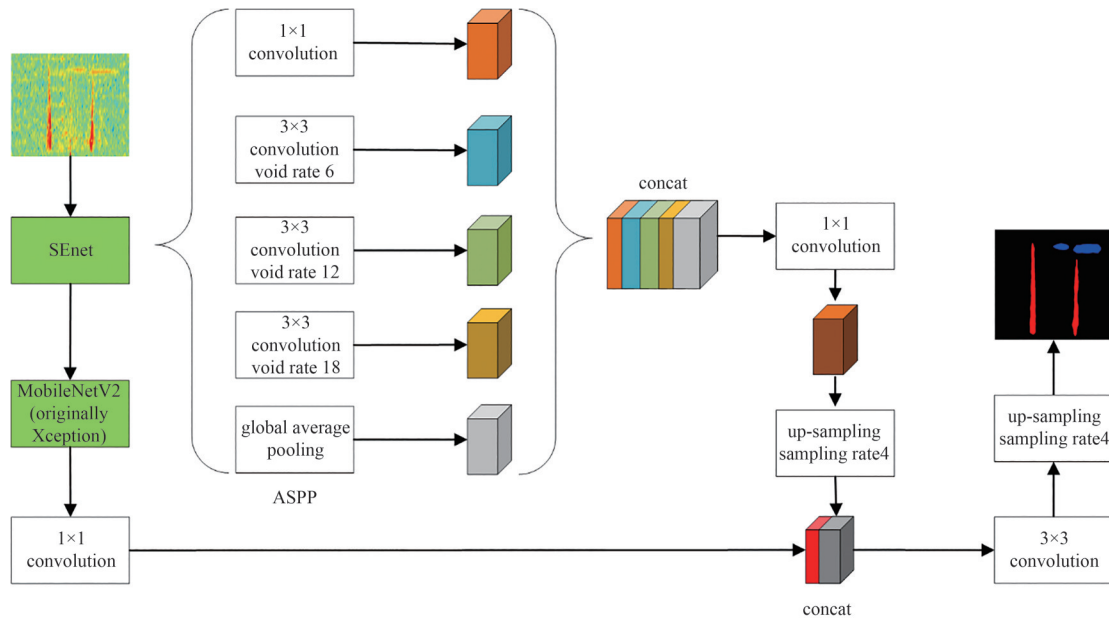 SEnet
MobileNetV2
(originally
Xception)
1×1
convolution
1×1
convolution
3×3
convolution
void rate 6
3×3
convolution
void rate 12
3×3
convolution
void rate 18
global average
pooling
ASPP
concat
1×1
convolution
up-sampling
sampling rate4
concat
3×3
convolution
up-sampling
sampling rate4